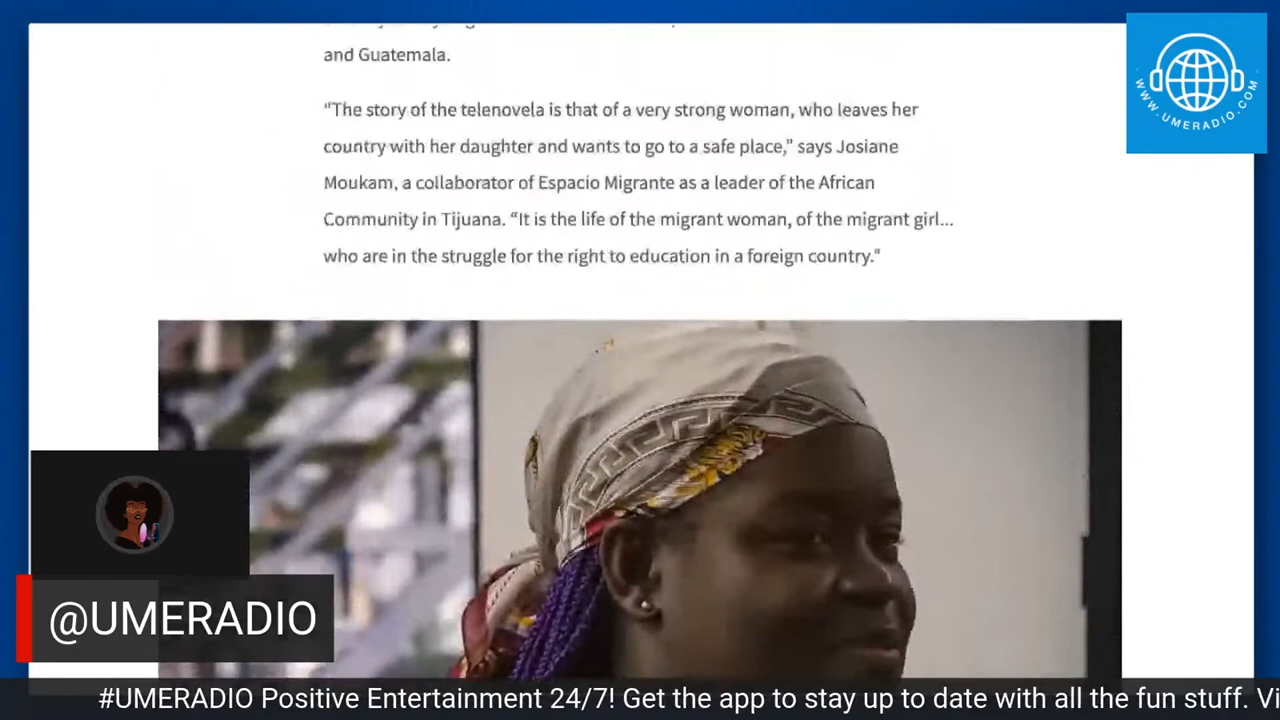 and Guatemala.
“The story of the telenovela is that of a very strong woman, who leaves her
country with her daughter and wants to go to a safe place,” says Josiane
Moukam, a collaborator of Espacio Migrante as a leader of the African
Community in Tijuana. “It is the life of the migrant woman, of the migrant girl...
who are in the struggle for the right to education in a foreign country.”
WWW.UMERADIO.COM
@UMERADIO
#UMERADIO Positive Entertainment 24/7! Get the app to stay up to date with all the fun stuff. Vi